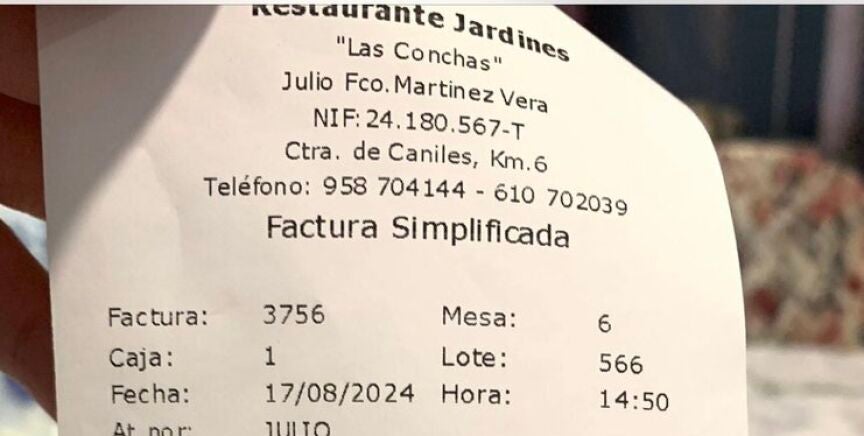 Restaurante Jardines
"Las Conchas"
Julio Fco.Martinez Vera
NIF:24.180.567-T
Ctra. de Caniles, Km.6
Teléfono: 958 704144 - 610 702039
Factura Simplificada
Factura: 3756 Mesa: 6
Caja: 1 Lote: 566
Fecha: 17/08/2024 Hora: 14:50
At por: JULIO